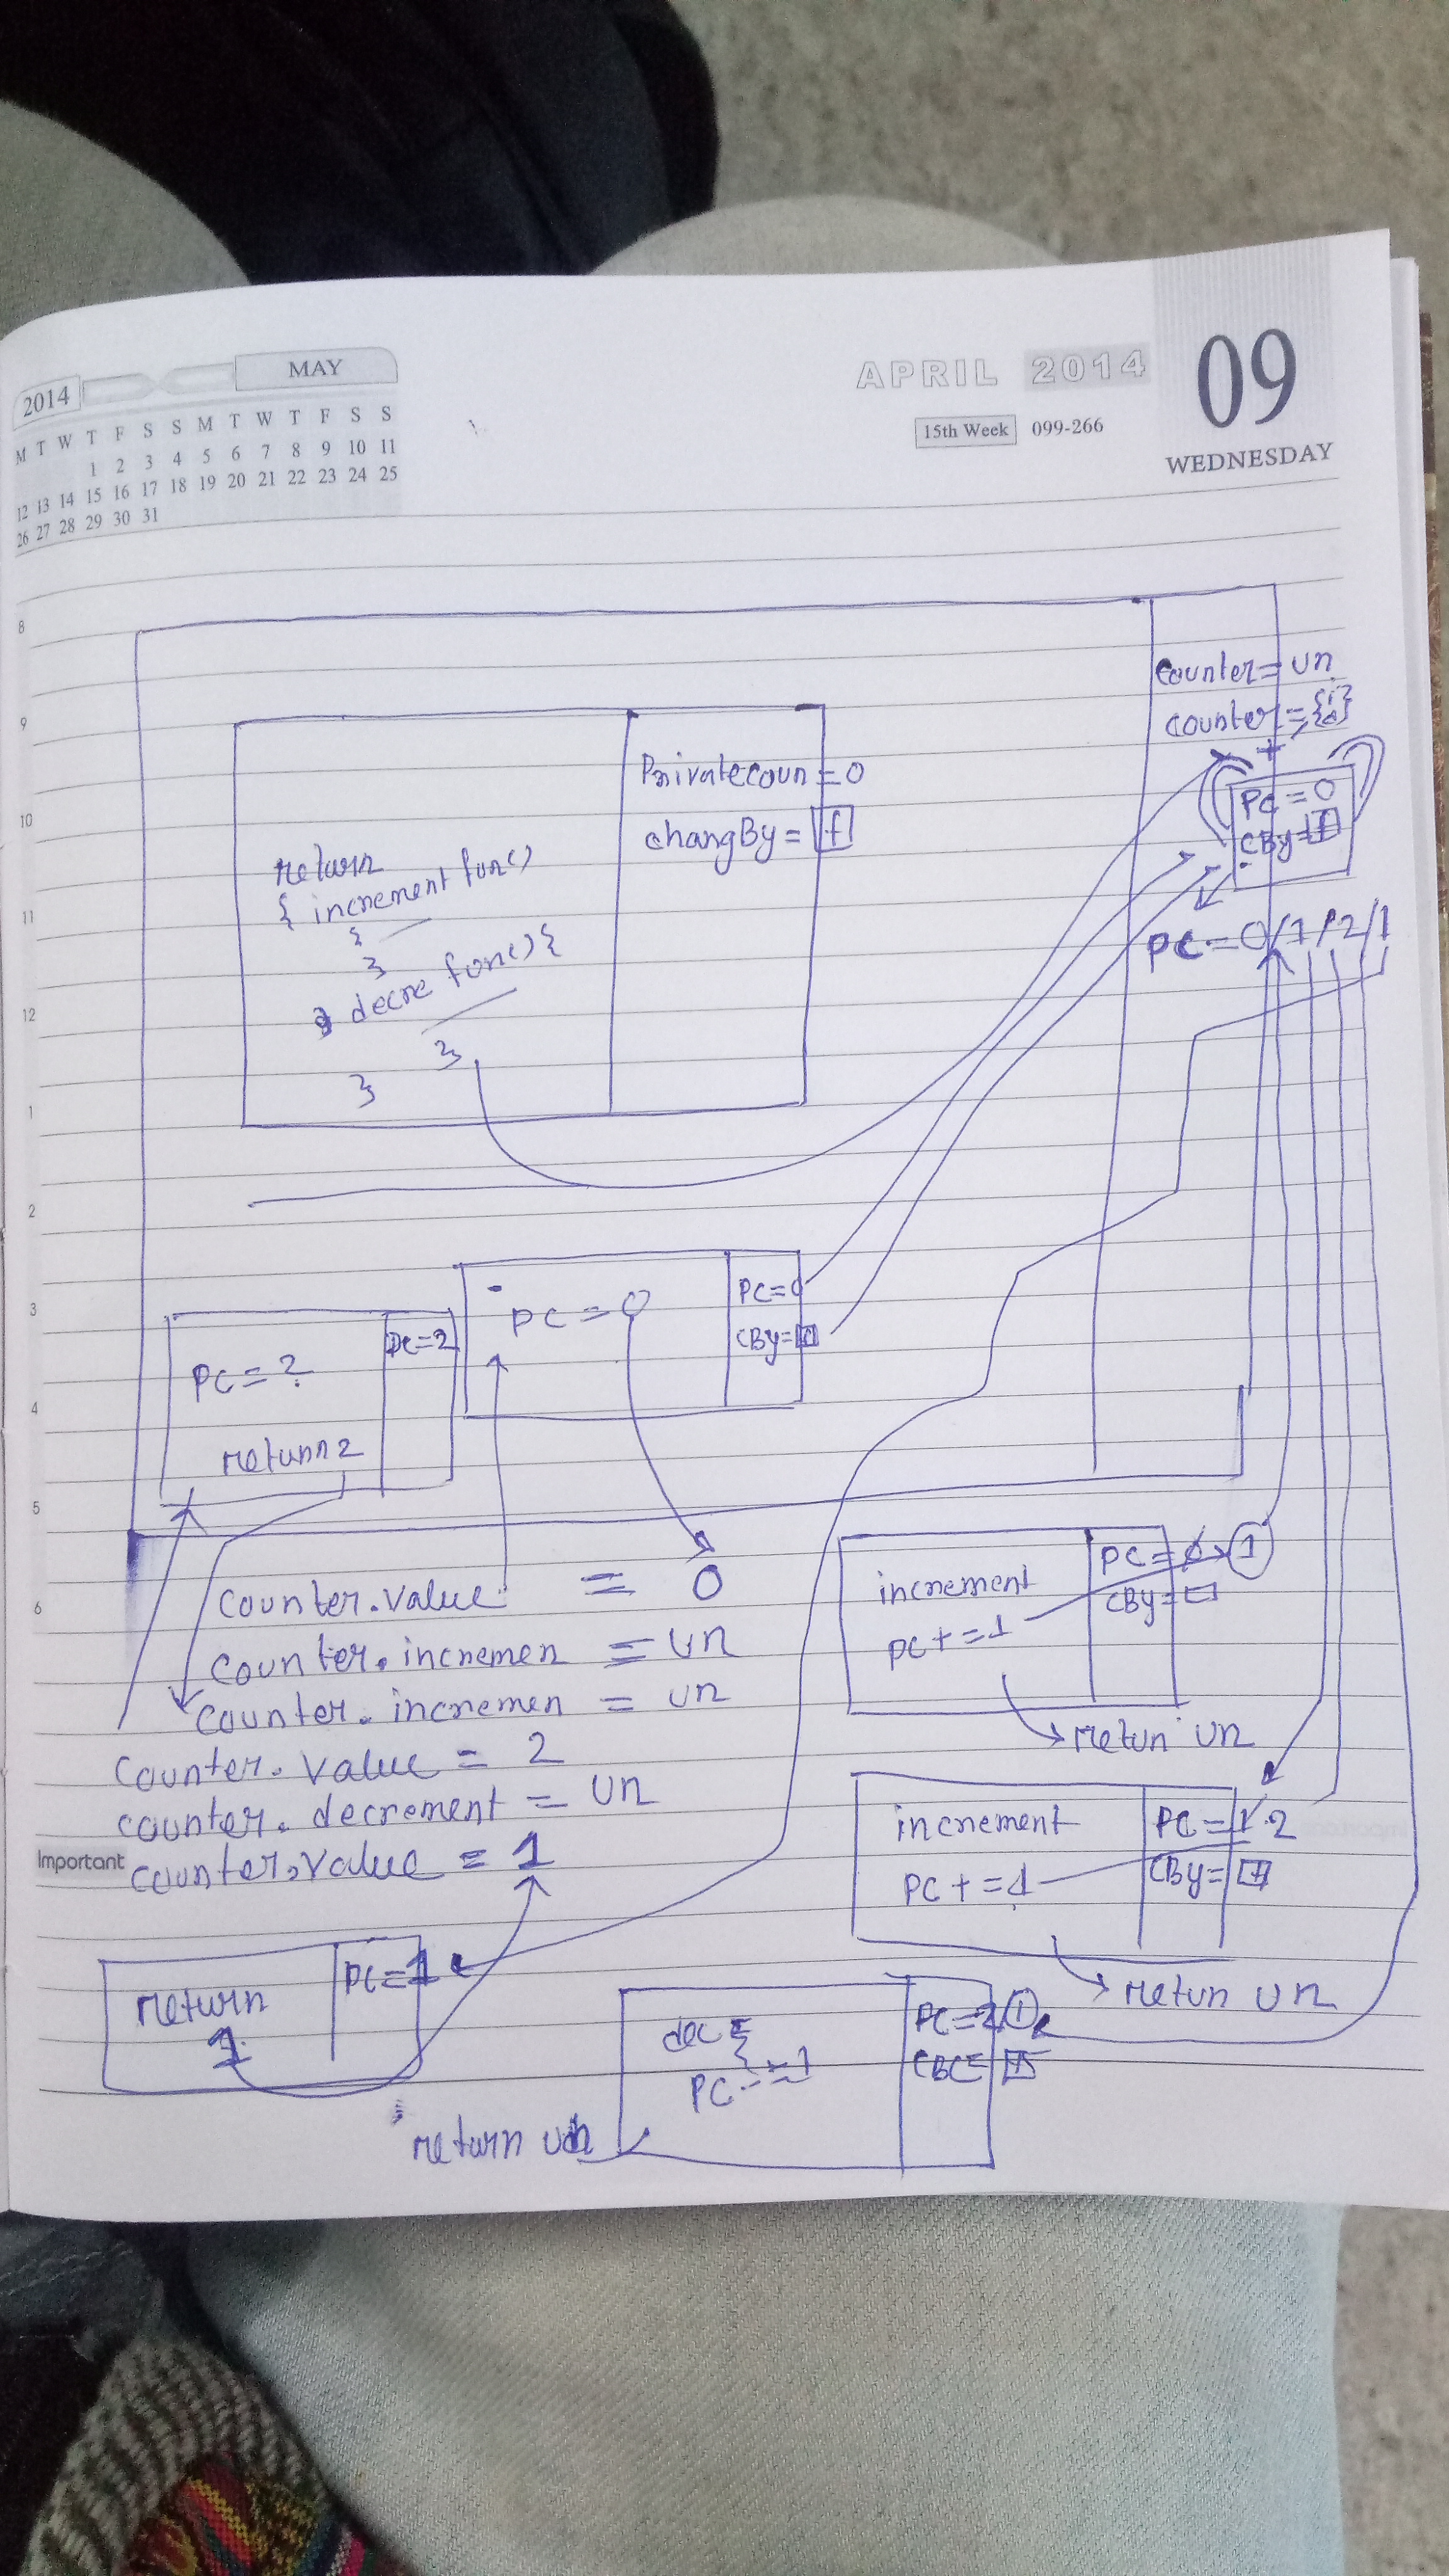 2014 MAY
M T W T F S S M T W T F S S
1 2 3 4 5 6 7 8 9 10 11
12 13 14 15 16 17 18 19 20 21 22 23 24 25
26 27 28 29 30 31
APRIL 2014
15th Week 099-266
09
WEDNESDAY
8
9
10
11
12
1
2
3
4
5
6
Important
counter = un
counter =
PC = 0
CBy = f
PC = 0/1/2/1
Privatecoun = 0
changBy = f
return
{ increment func()
{
}
decre func() {
}
}
PC = 2
PC = ?
return 2
PC = 0
PC = 0
CBy =
counter.value = 0
counter.incremen = un
counter.incremen = un
counter.value = 2
counter.decrement = un
counter.value = 1
increment
PC += 1
PC = 0 1
CBy =
retun un
increment
PC += 1
PC = 1 2
CBy =
retun un
return
1
PC = 1
dec {
PC -= 1
PC = 2 1
CBC =
return un